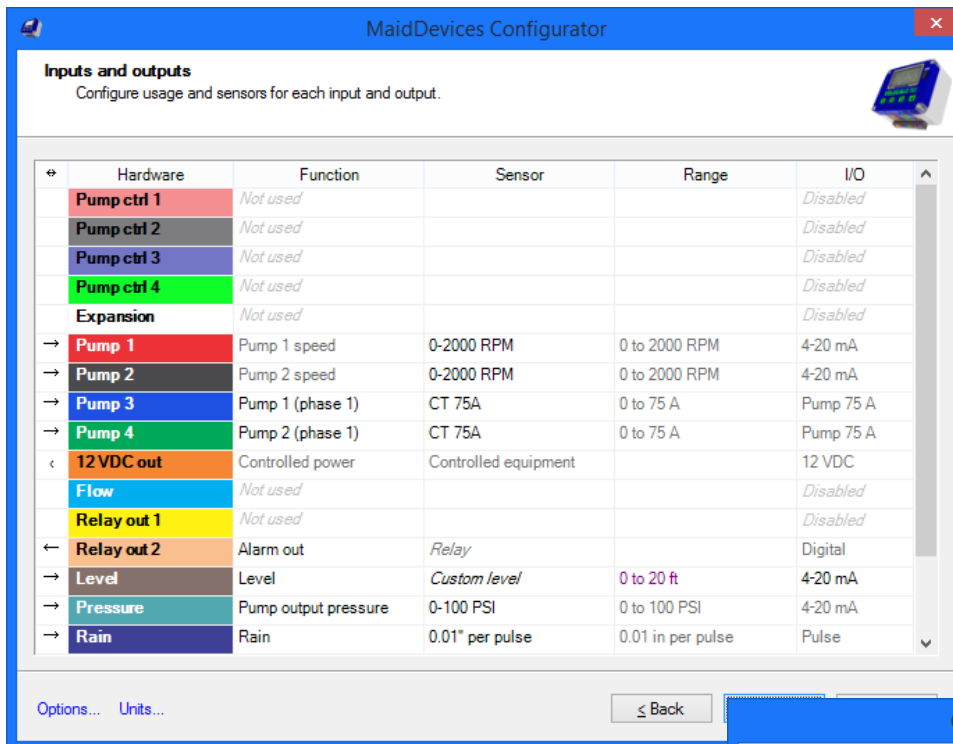 MaidDevices Configurator
Inputs and outputs
Configure usage and sensors for each input and output.
Hardware Function Sensor Range I/O
Pump ctrl 1 Not used Disabled
Pump ctrl 2 Not used Disabled
Pump ctrl 3 Not used Disabled
Pump ctrl 4 Not used Disabled
Expansion Not used Disabled
→ Pump 1 Pump 1 speed 0-2000 RPM 0 to 2000 RPM 4-20 mA
→ Pump 2 Pump 2 speed 0-2000 RPM 0 to 2000 RPM 4-20 mA
→ Pump 3 Pump 1 (phase 1) CT 75A 0 to 75 A Pump 75 A
→ Pump 4 Pump 2 (phase 1) CT 75A 0 to 75 A Pump 75 A
‹ 12 VDC out Controlled power Controlled equipment 12 VDC
Flow Not used Disabled
Relay out 1 Not used Disabled
← Relay out 2 Alarm out Relay Digital
→ Level Level Custom level 0 to 20 ft 4-20 mA
→ Pressure Pump output pressure 0-100 PSI 0 to 100 PSI 4-20 mA
→ Rain Rain 0.01" per pulse 0.01 in per pulse Pulse
Options... Units... < Back